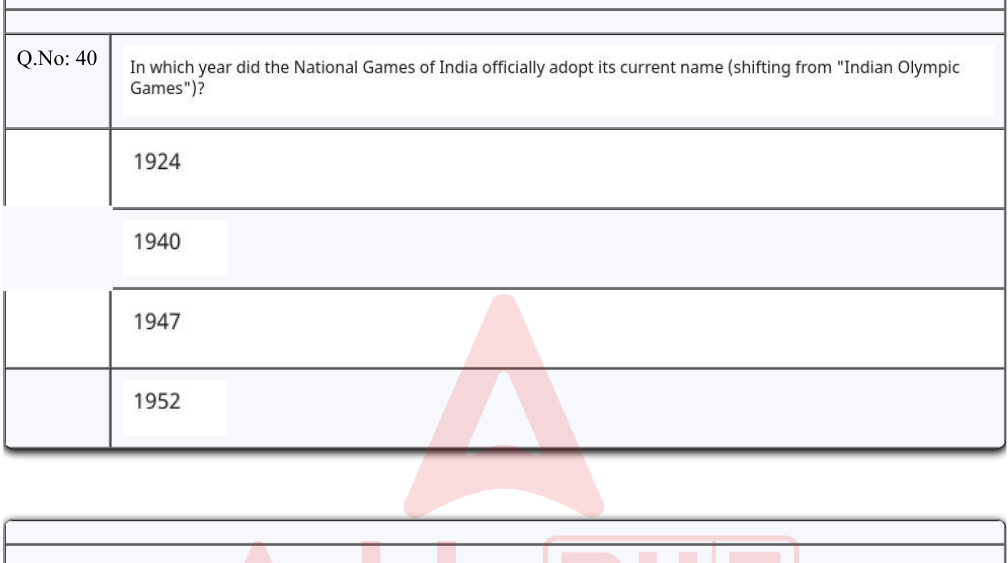 Q.No: 40
In which year did the National Games of India officially adopt its current name (shifting from "Indian Olympic
Games")?
1924
1940
1947
1952